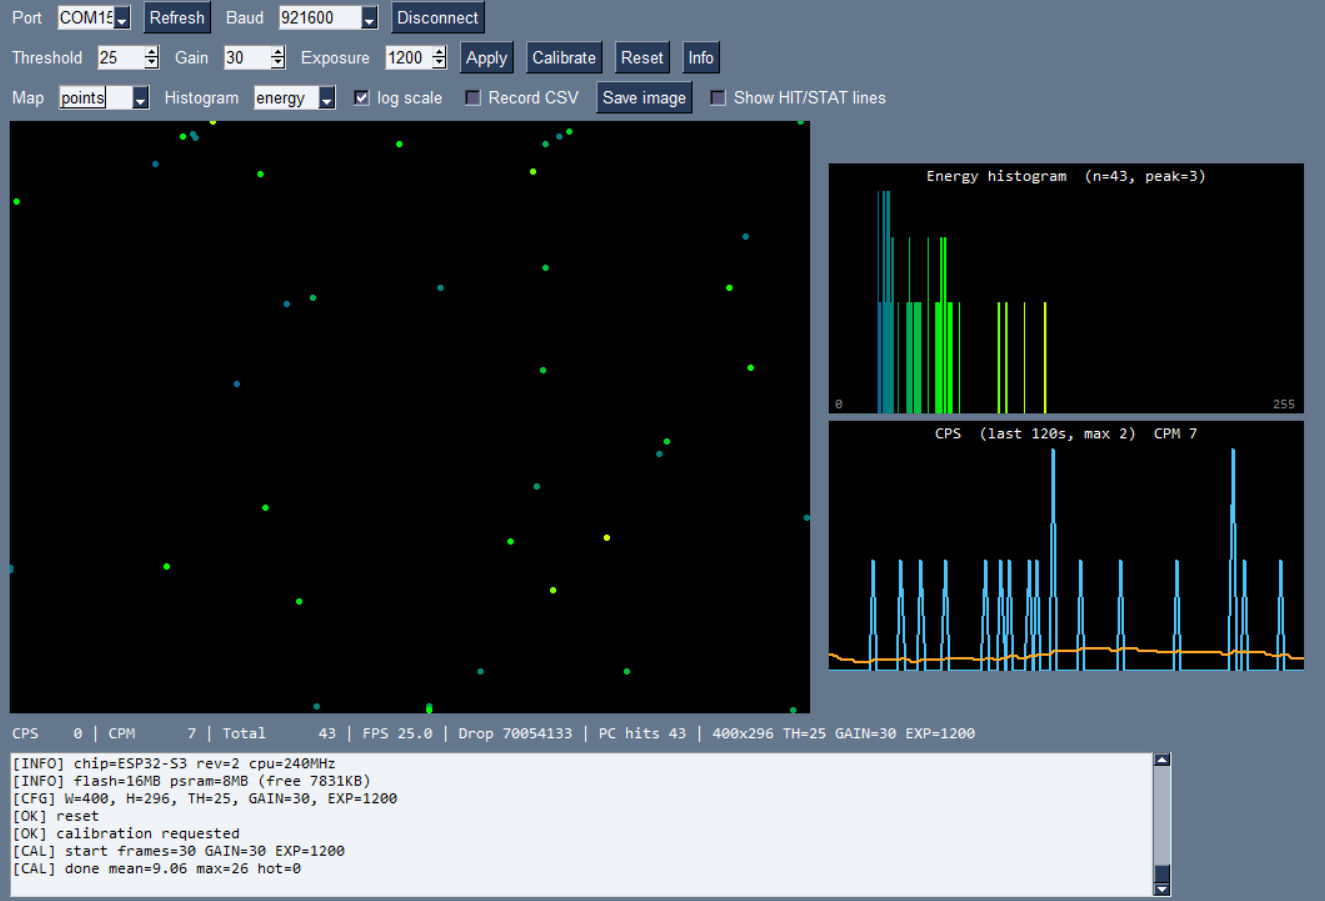 Port COM15 Refresh Baud 921600 Disconnect
Threshold 25 Gain 30 Exposure 1200 Apply Calibrate Reset Info
Map points Histogram energy log scale Record CSV Save image Show HIT/STAT lines
Energy histogram (n=43, peak=3)
0 255
CPS (last 120s, max 2) CPM 7
CPS 0 | CPM 7 | Total 43 | FPS 25.0 | Drop 70054133 | PC hits 43 | 400x296 TH=25 GAIN=30 EXP=1200
[INFO] chip=ESP32-S3 rev=2 cpu=240MHz
[INFO] flash=16MB psram=8MB (free 7831KB)
[CFG] W=400, H=296, TH=25, GAIN=30, EXP=1200
[OK] reset
[OK] calibration requested
[CAL] start frames=30 GAIN=30 EXP=1200
[CAL] done mean=9.06 max=26 hot=0